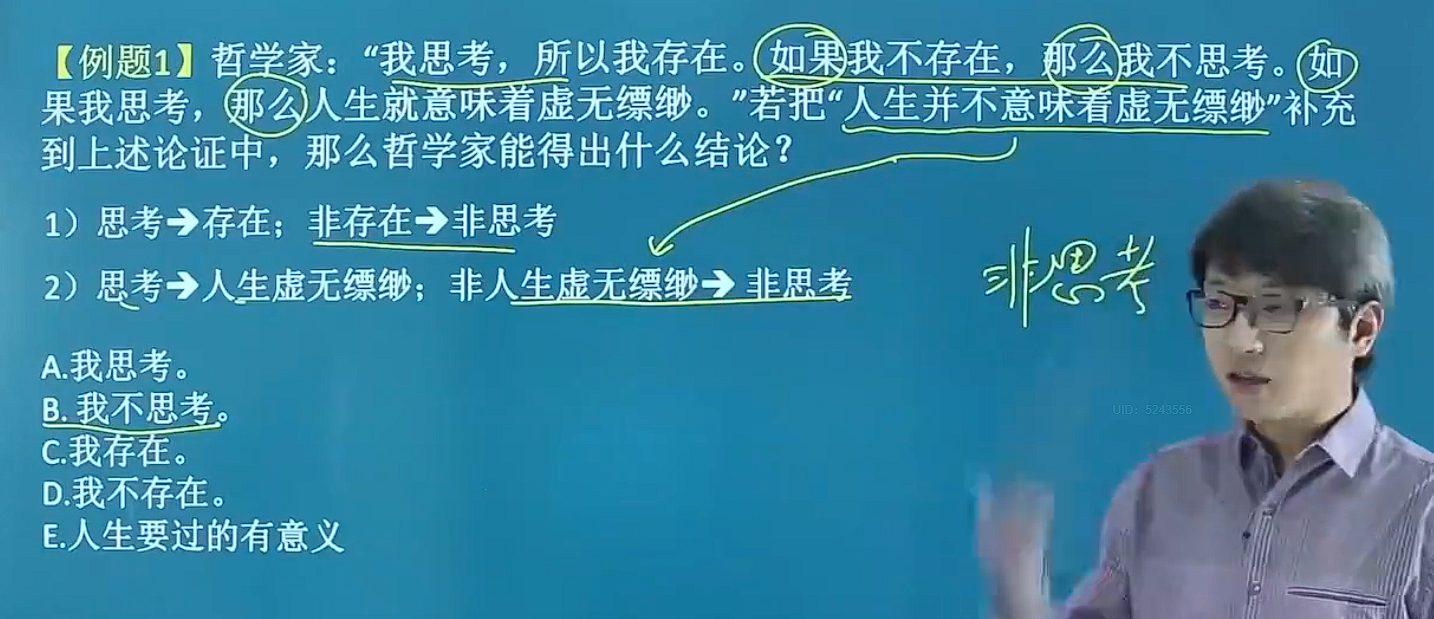 【例题1】哲学家：“我思考，所以我存在。如果我不存在，那么我不思考。如
果我思考，那么人生就意味着虚无缥缈。”若把“人生并不意味着虚无缥缈”补充
到上述论证中，那么哲学家能得出什么结论？
1）思考➔存在；非存在➔非思考
2）思考➔人生虚无缥缈；非人生虚无缥缈➔ 非思考
非思考
A.我思考。
B. 我不思考。
C.我存在。
D.我不存在。
E.人生要过的有意义
UID：5243556